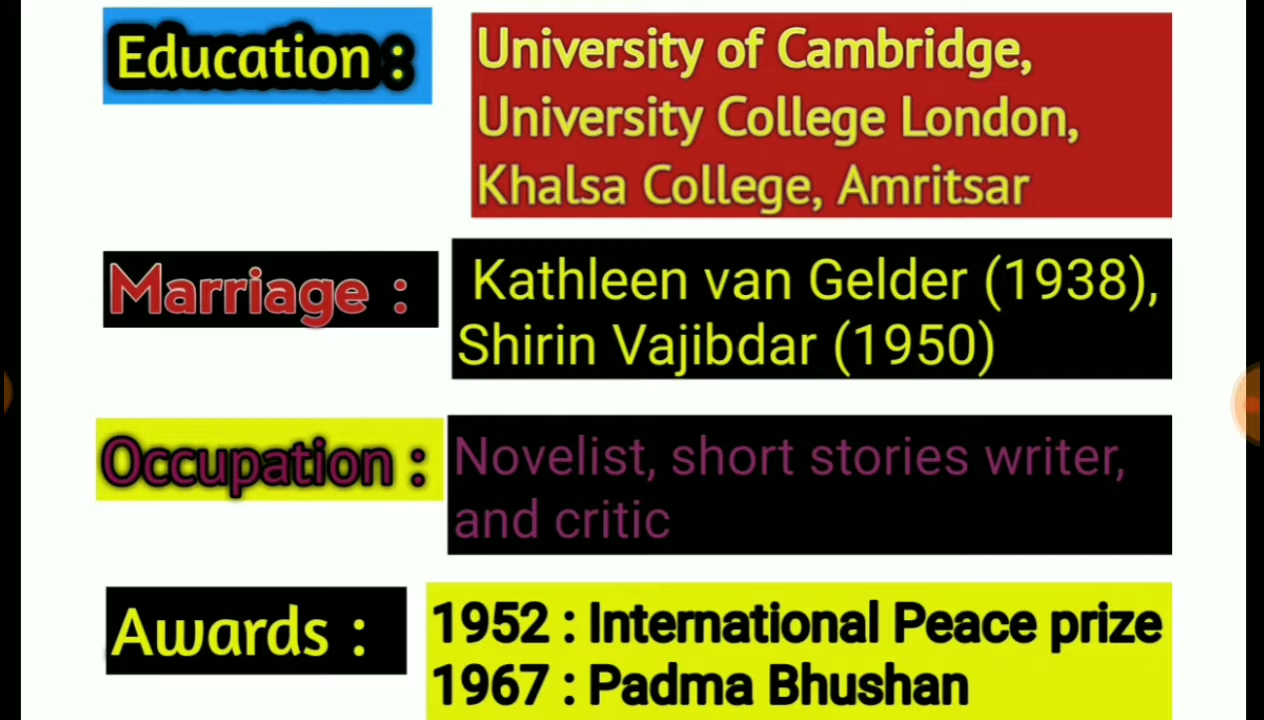 Education :
University of Cambridge,
University College London,
Khalsa College, Amritsar
Marriage :
Kathleen van Gelder (1938),
Shirin Vajibdar (1950)
Occupation :
Novelist, short stories writer,
and critic
Awards :
1952 : International Peace prize
1967 : Padma Bhushan